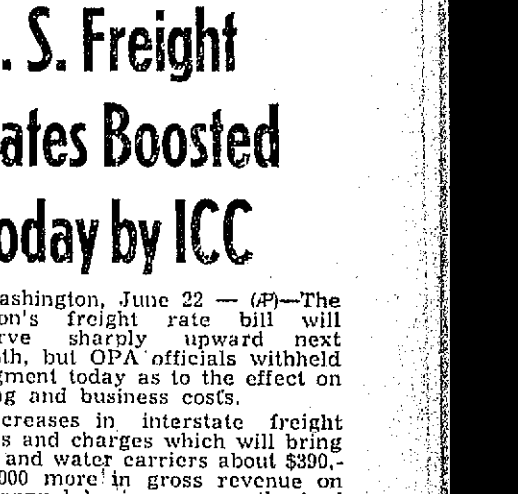 . S. Freight
ates Boosted
oday by ICC
ashington, June 22 — (AP)—The
on's freight rate bill will
rve sharply upward next
th, but OPA officials withheld
gment today as to the effect on
g and business costs.
creases in interstate freight
s and charges which will bring
and water carriers about $390,-
000 more in gross revenue on